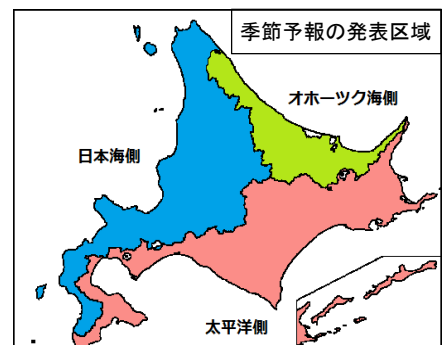 季節予報の発表区域
オホーツク海側
日本海側
太平洋側